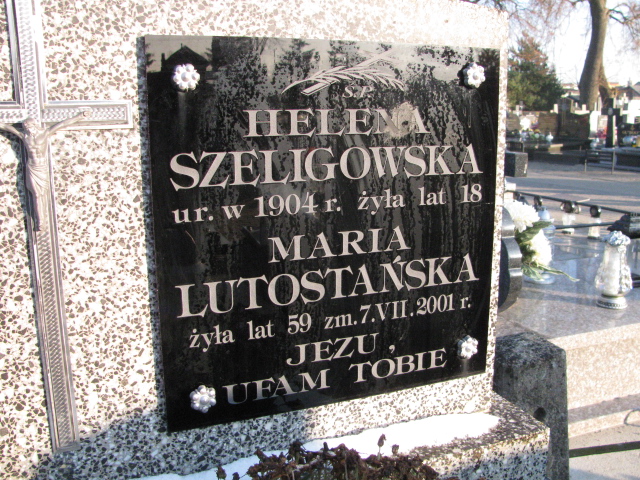 Ś.P.
HELENA
SZELIGOWSKA
ur. w 1904 r. żyła lat 18
MARIA
LUTOSTAŃSKA
żyła lat 59 zm. 7. VII. 2001 r.
JEZU,
UFAM TOBIE